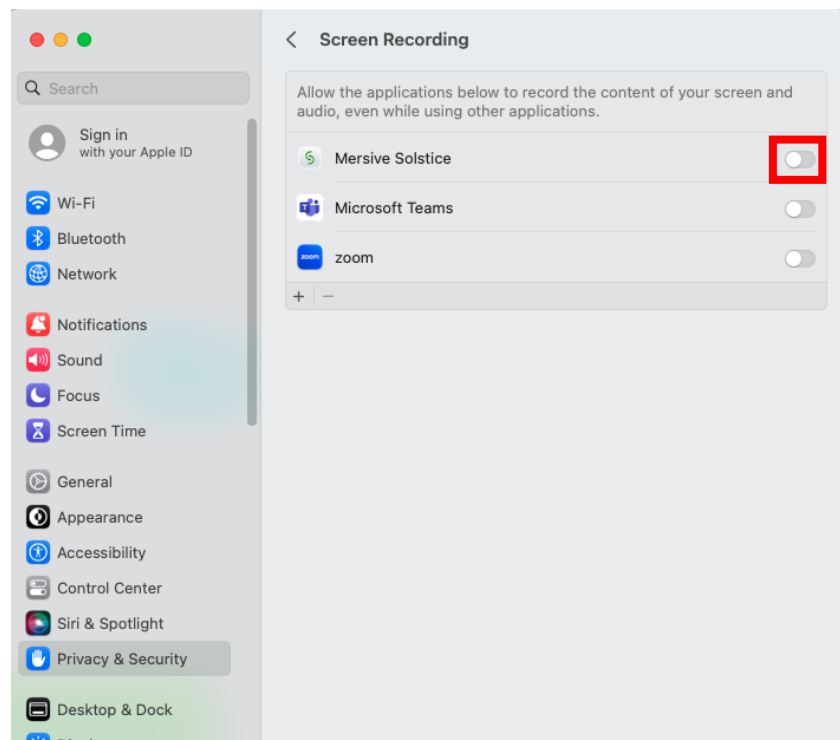 Search
Sign in
with your Apple ID
Wi-Fi
Bluetooth
Network
Notifications
Sound
Focus
Screen Time
General
Appearance
Accessibility
Control Center
Siri & Spotlight
Privacy & Security
Desktop & Dock
Screen Recording
Allow the applications below to record the content of your screen and
audio, even while using other applications.
Mersive Solstice
Microsoft Teams
zoom
zoom
+ −